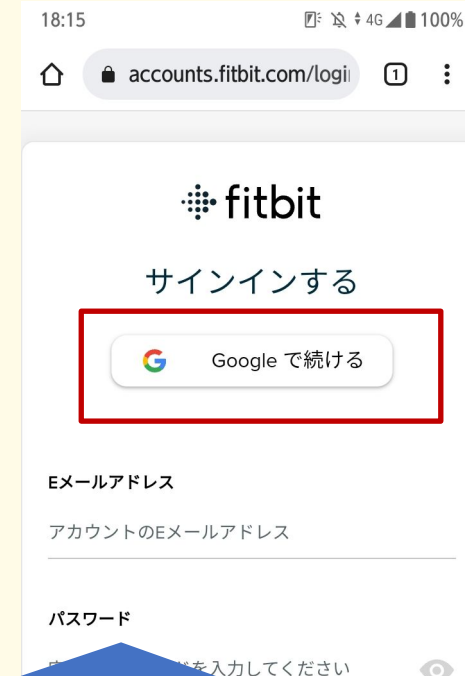 18:15 4G 100%
accounts.fitbit.com/logi 1
fitbit
サインインする
Google で続ける
Eメールアドレス
アカウントのEメールアドレス
パスワード
を入力してください